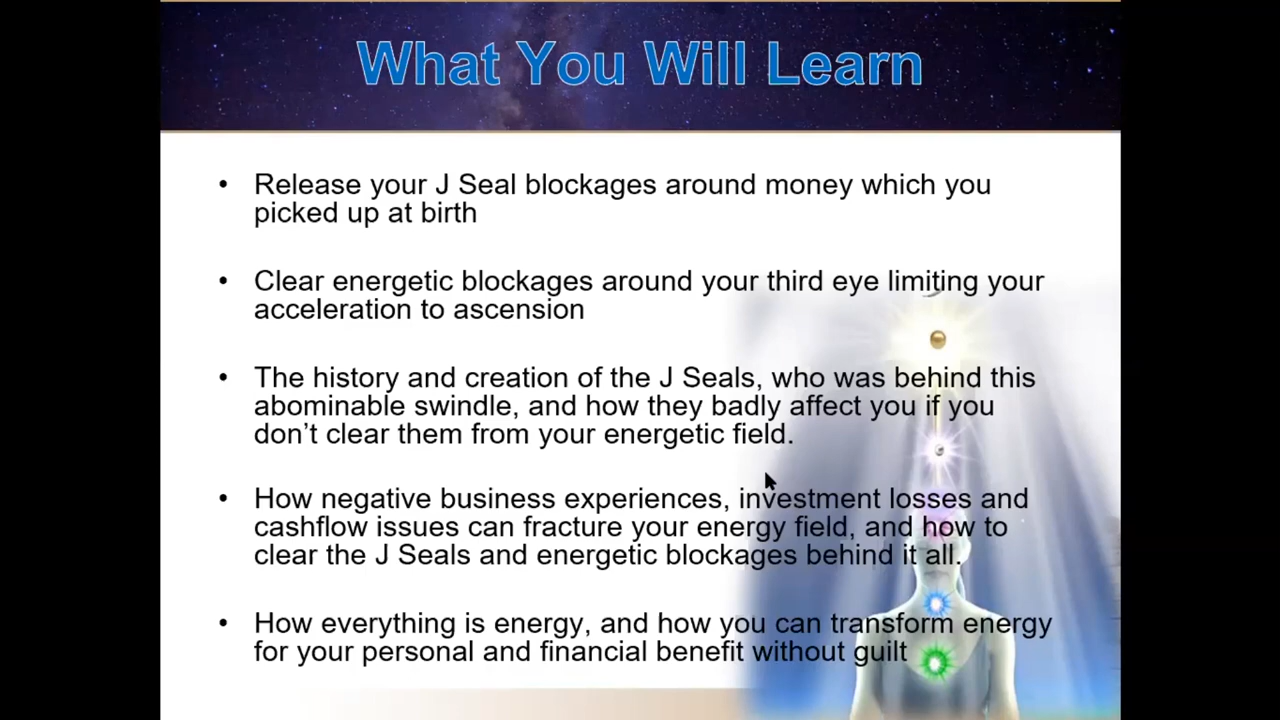 What You Will Learn
• Release your J Seal blockages around money which you
picked up at birth
• Clear energetic blockages around your third eye limiting your
acceleration to ascension
• The history and creation of the J Seals, who was behind this
abominable swindle, and how they badly affect you if you
don’t clear them from your energetic field.
• How negative business experiences, investment losses and
cashflow issues can fracture your energy field, and how to
clear the J Seals and energetic blockages behind it all.
• How everything is energy, and how you can transform energy
for your personal and financial benefit without guilt